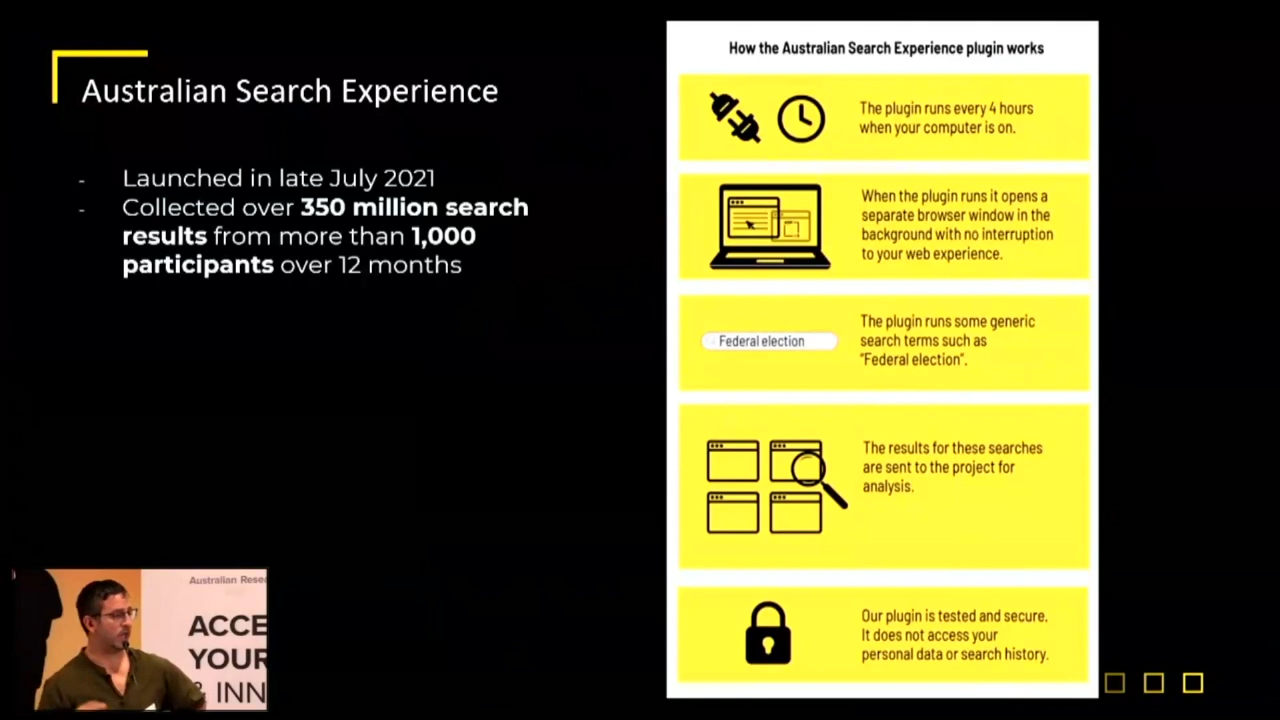 Australian Search Experience
- Launched in late July 2021
- Collected over 350 million search
results from more than 1,000
participants over 12 months
How the Australian Search Experience plugin works
The plugin runs every 4 hours
when your computer is on.
When the plugin runs it opens a
separate browser window in the
background with no interruption
to your web experience.
Federal election
The plugin runs some generic
search terms such as
"Federal election".
The results for these searches
are sent to the project for
analysis.
Our plugin is tested and secure.
It does not access your
personal data or search history.
Australian Resea
ACCE
YOUR
& INN